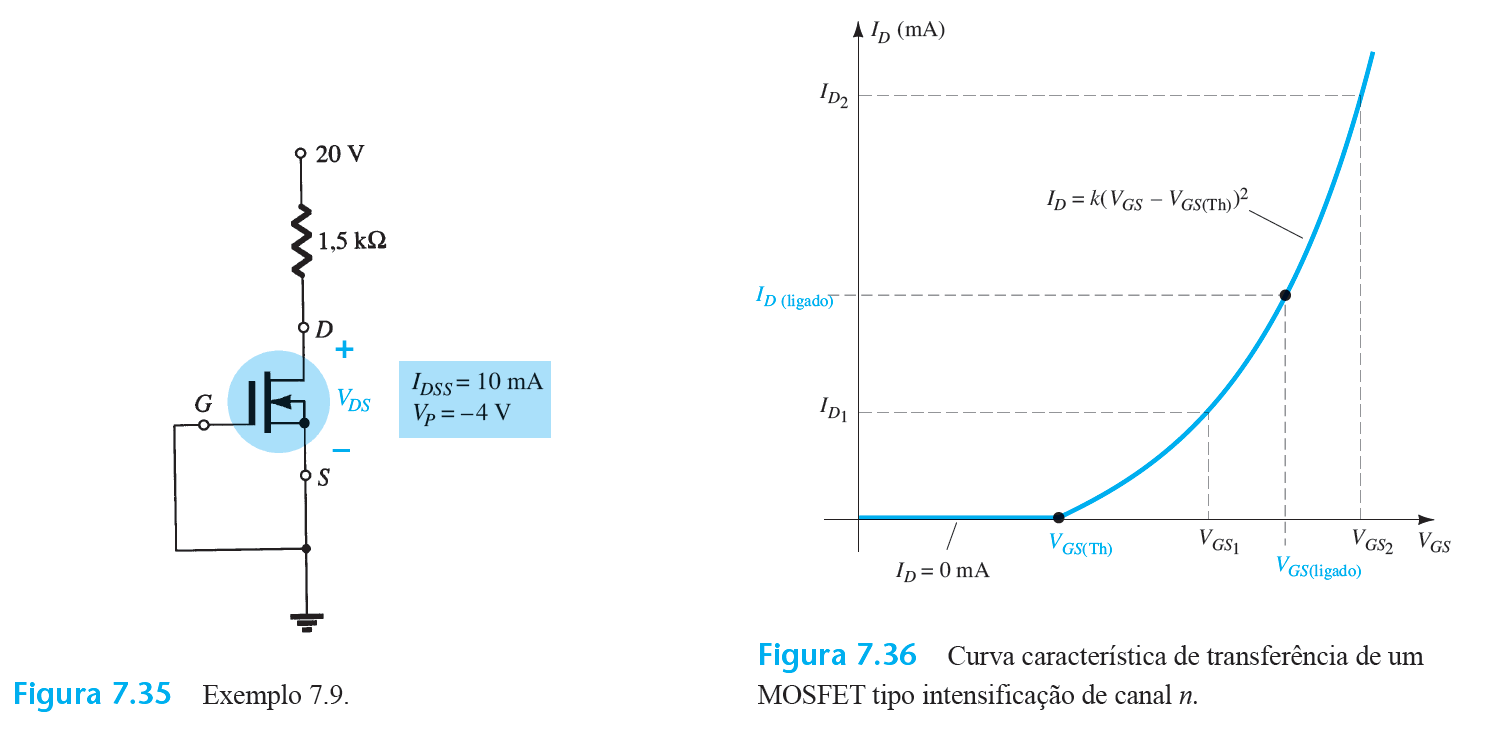 20 V
1,5 kΩ
D
+
G
V_DS
I_DSS = 10 mA
V_P = −4 V
−
S
Figura 7.35 Exemplo 7.9.
I_D (mA)
I_D2
I_D = k(V_GS − V_GS(Th))²
I_D (ligado)
I_D1
V_GS(Th)
V_GS1
V_GS2
V_GS
I_D = 0 mA
V_GS(ligado)
Figura 7.36 Curva característica de transferência de um
MOSFET tipo intensificação de canal n.